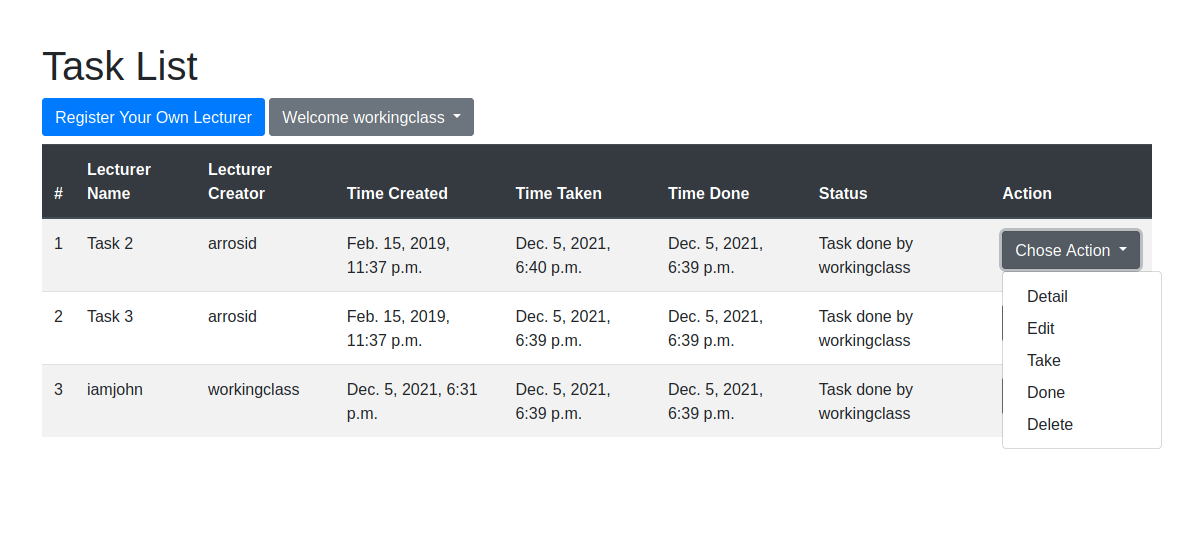 Task List
Register Your Own Lecturer Welcome workingclass
# Lecturer Name Lecturer Creator Time Created Time Taken Time Done Status Action
1 Task 2 arrosid Feb. 15, 2019, 11:37 p.m. Dec. 5, 2021, 6:40 p.m. Dec. 5, 2021, 6:39 p.m. Task done by workingclass Chose Action
Detail
Edit
Take
Done
Delete
2 Task 3 arrosid Feb. 15, 2019, 11:37 p.m. Dec. 5, 2021, 6:39 p.m. Dec. 5, 2021, 6:39 p.m. Task done by workingclass
3 iamjohn workingclass Dec. 5, 2021, 6:31 p.m. Dec. 5, 2021, 6:39 p.m. Dec. 5, 2021, 6:39 p.m. Task done by workingclass